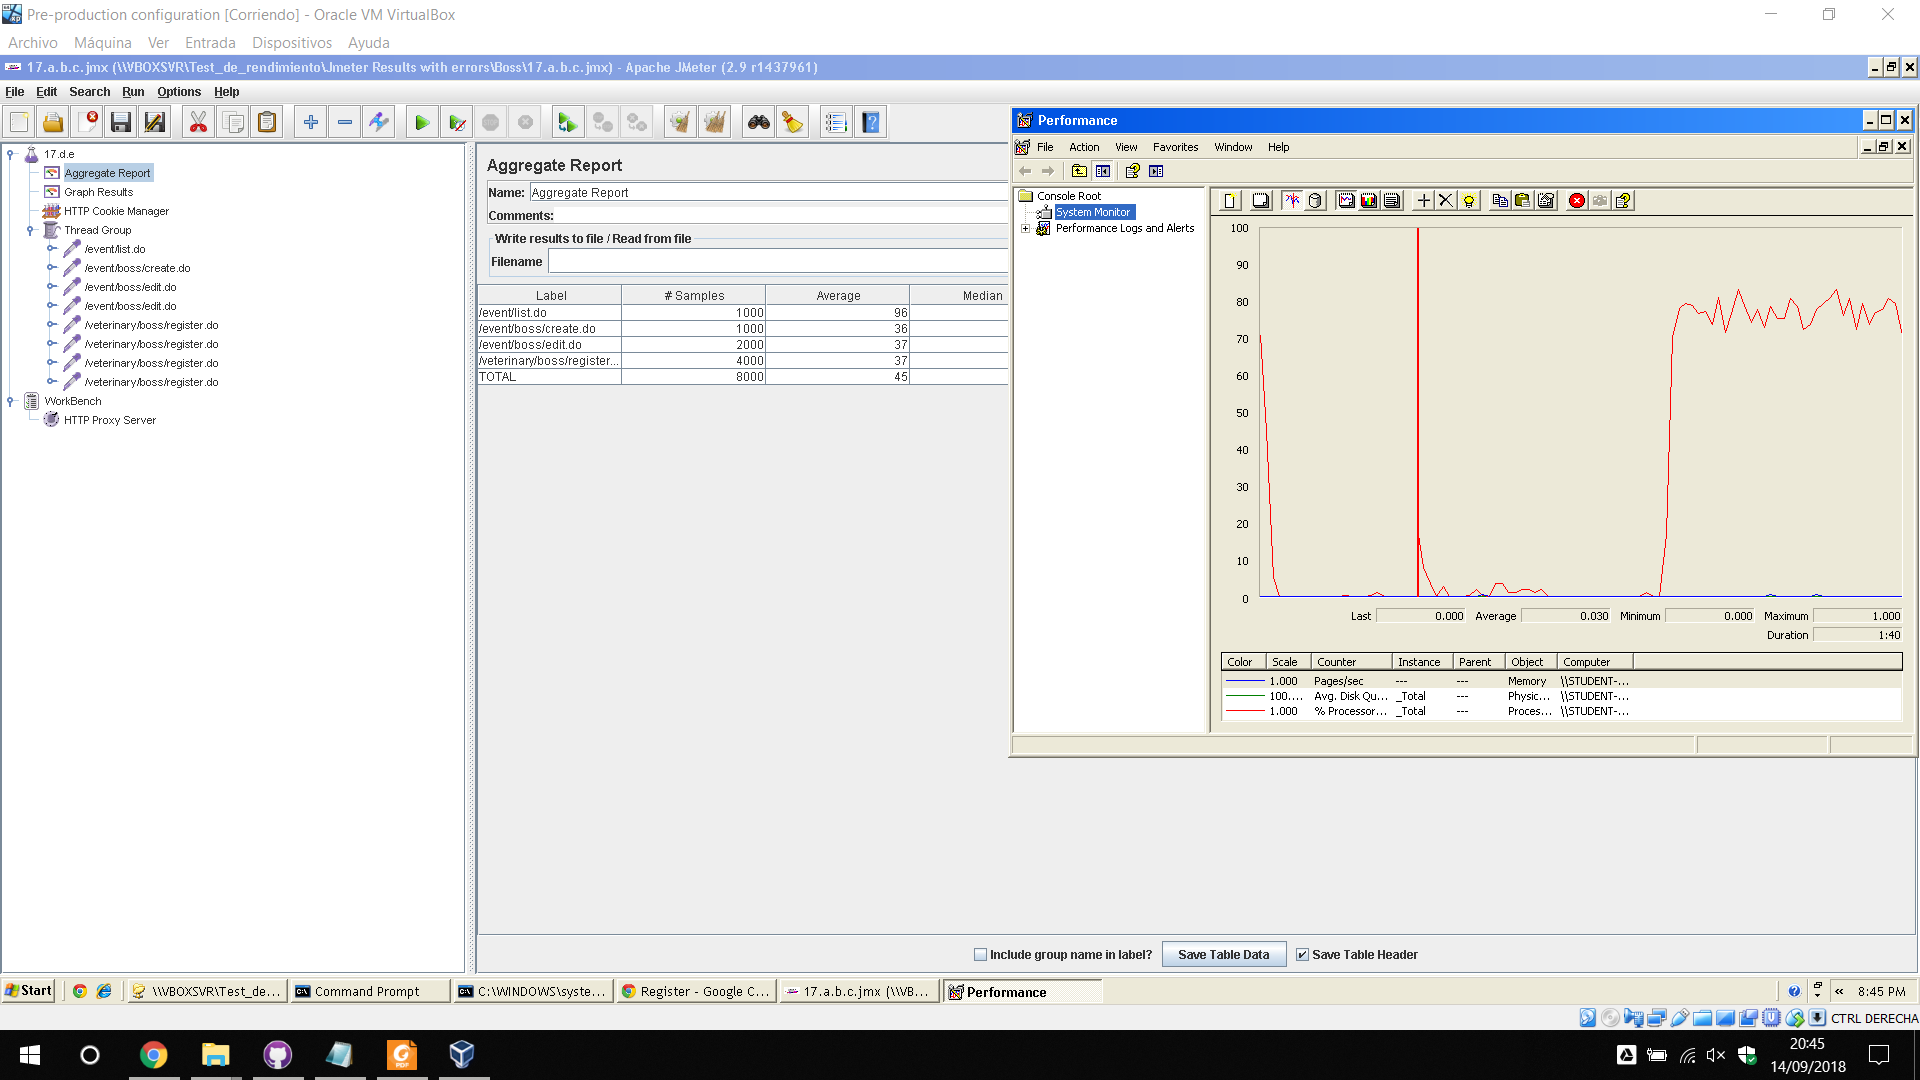 Pre-production configuration [Corriendo] - Oracle VM VirtualBox
Archivo Máquina Ver Entrada Dispositivos Ayuda
17.a.b.c.jmx (\\VBOXSVR\Test_de_rendimiento\Jmeter Results with errors\Boss\17.a.b.c.jmx) - Apache JMeter (2.9 r1437961)
File Edit Search Run Options Help
17.d.e
Aggregate Report
Graph Results
HTTP Cookie Manager
Thread Group
/event/list.do
/event/boss/create.do
/event/boss/edit.do
/event/boss/edit.do
/veterinary/boss/register.do
/veterinary/boss/register.do
/veterinary/boss/register.do
/veterinary/boss/register.do
WorkBench
HTTP Proxy Server
Aggregate Report
Name: Aggregate Report
Comments:
Write results to file / Read from file
Filename
Label # Samples Average Median
/event/list.do 1000 96
/event/boss/create.do 1000 36
/event/boss/edit.do 2000 37
/veterinary/boss/register... 4000 37
TOTAL 8000 45
Include group name in label? Save Table Data Save Table Header
Performance
File Action View Favorites Window Help
Console Root
System Monitor
Performance Logs and Alerts
100
90
80
70
60
50
40
30
20
10
0
Last 0.000 Average 0.030 Minimum 0.000 Maximum 1.000
Duration 1:40
Color Scale Counter Instance Parent Object Computer
1.000 Pages/sec --- --- Memory \\STUDENT-...
100.... Avg. Disk Qu... _Total --- Physic... \\STUDENT-...
1.000 % Processor... _Total --- Proces... \\STUDENT-...
Start \\VBOXSVR\Test_de... Command Prompt C:\WINDOWS\syste... Register - Google C... 17.a.b.c.jmx (\\VB... Performance « 8:45 PM
CTRL DERECHA
20:45
14/09/2018